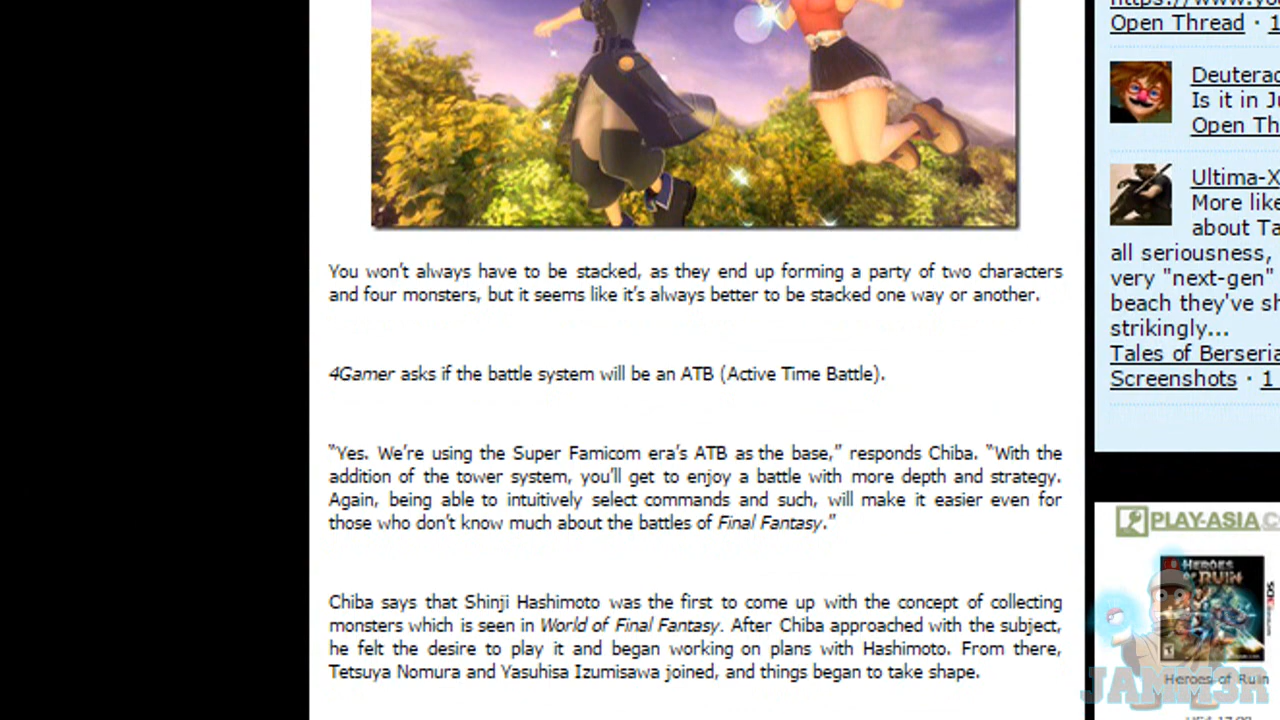 You won't always have to be stacked, as they end up forming a party of two characters
and four monsters, but it seems like it's always better to be stacked one way or another.
4Gamer asks if the battle system will be an ATB (Active Time Battle).
"Yes. We're using the Super Famicom era's ATB as the base," responds Chiba. "With the
addition of the tower system, you'll get to enjoy a battle with more depth and strategy.
Again, being able to intuitively select commands and such, will make it easier even for
those who don't know much about the battles of Final Fantasy."
Chiba says that Shinji Hashimoto was the first to come up with the concept of collecting
monsters which is seen in World of Final Fantasy. After Chiba approached with the subject,
he felt the desire to play it and began working on plans with Hashimoto. From there,
Tetsuya Nomura and Yasuhisa Izumisawa joined, and things began to take shape.
Open Thread · 1
Is it in
Open
Ultima-X
More
about
all seriousness,
very "next-gen"
beach they've
strikingly...
Tales of
Screenshots · 1
PLAY-ASIA
HEROES
OF RUIN
Heroes of Ruin
JAMM3R